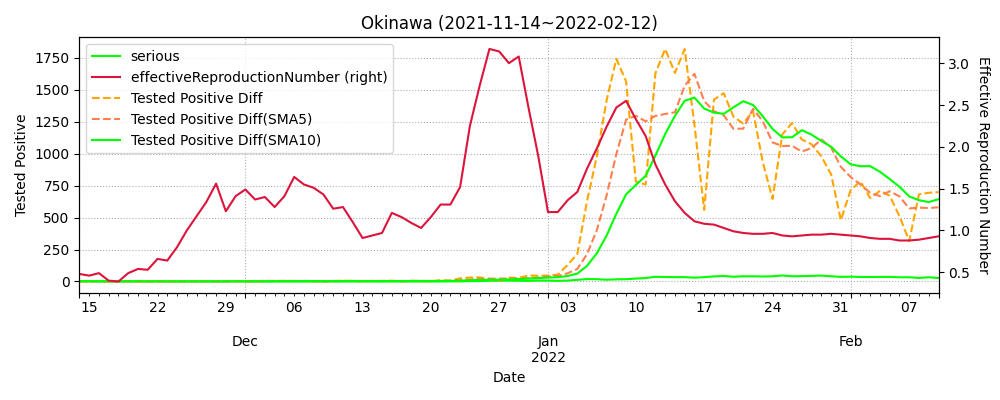 Okinawa (2021-11-14~2022-02-12)
serious
effectiveReproductionNumber (right)
Tested Positive Diff
Tested Positive Diff(SMA5)
Tested Positive Diff(SMA10)
Tested Positive
1750
1500
1250
1000
750
500
250
0
3.0
2.5
2.0
1.5
1.0
0.5
Effective Reproduction Number
15 22 29 06 13 20 27 03 10 17 24 31 07
Dec Jan Feb
2022
Date